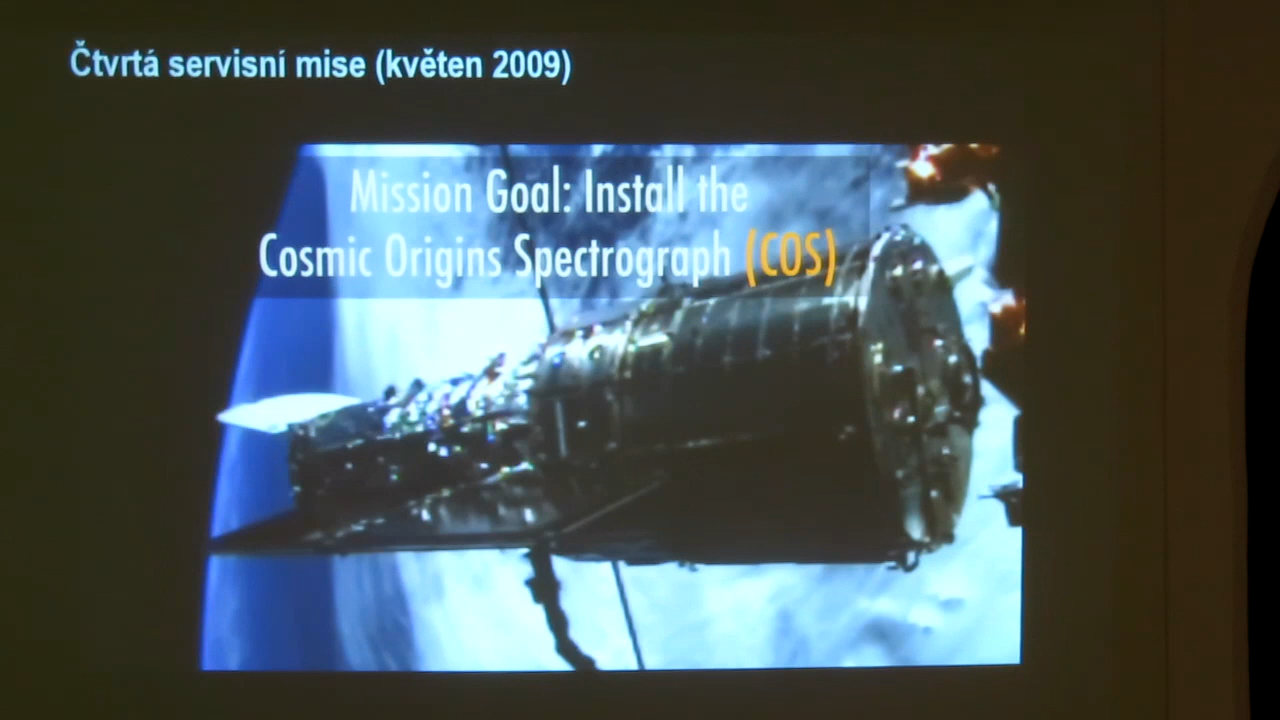 Čtvrtá servisní mise (květen 2009)
Mission Goal: Install the
Cosmic Origins Spectrograph (COS)